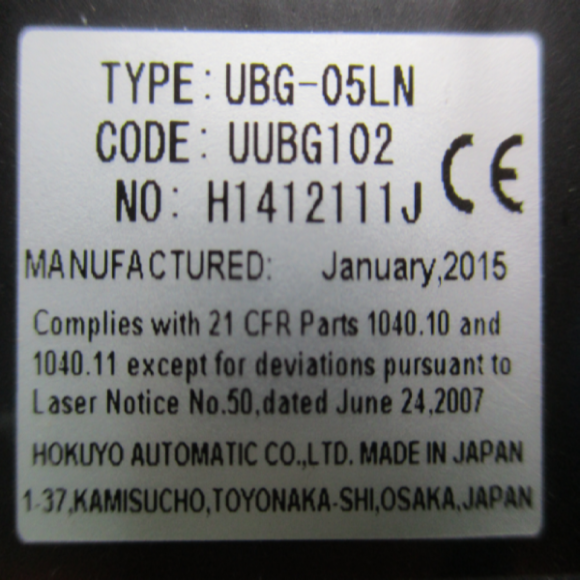 TYPE: UBG-05LN
CODE: UUBG102
NO: H1412111J
CE
MANUFACTURED: January,2015
Complies with 21 CFR Parts 1040.10 and
1040.11 except for deviations pursuant to
Laser Notice No.50,dated June 24,2007
HOKUYO AUTOMATIC CO.,LTD. MADE IN JAPAN
1-37,KAMISUCHO,TOYONAKA-SHI,OSAKA,JAPAN